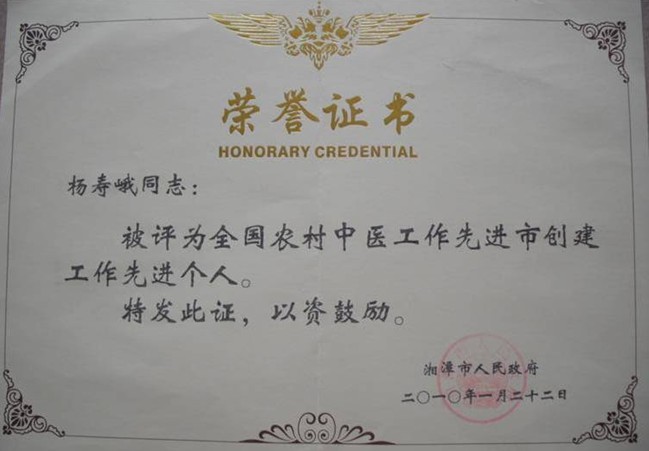 荣誉证书
HONORARY CREDENTIAL
杨寿峨同志：
被评为全国农村中医工作先进市创建
工作先进个人。
特发此证，以资鼓励。
湘潭市人民政府
二〇一〇年一月二十二日